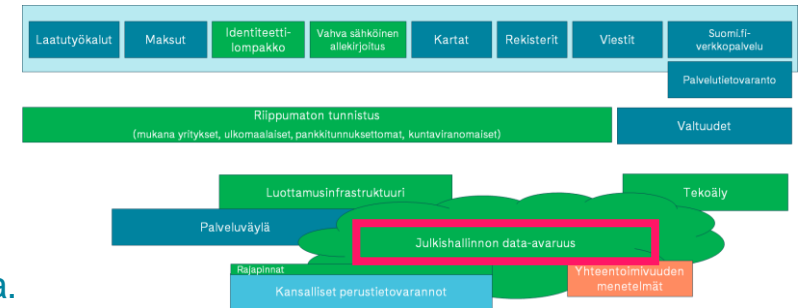 Laatutyökalut
Maksut
Identiteetti-
lompakko
Vahva sähköinen
allekirjoitus
Kartat
Rekisterit
Viestit
Suomi.fi-
verkkopalvelu
Palvelutietovaranto
Riippumaton tunnistus
(mukana yritykset, ulkomaalaiset, pankkitunnuksettomat, kuntaviranomaiset)
Valtuudet
Luottamusinfrastruktuuri
Tekoäly
Palveluväylä
Julkishallinnon data-avaruus
Rajapinnat
Kansalliset perustietovarannot
Yhteentoimivuuden
menetelmät
a.